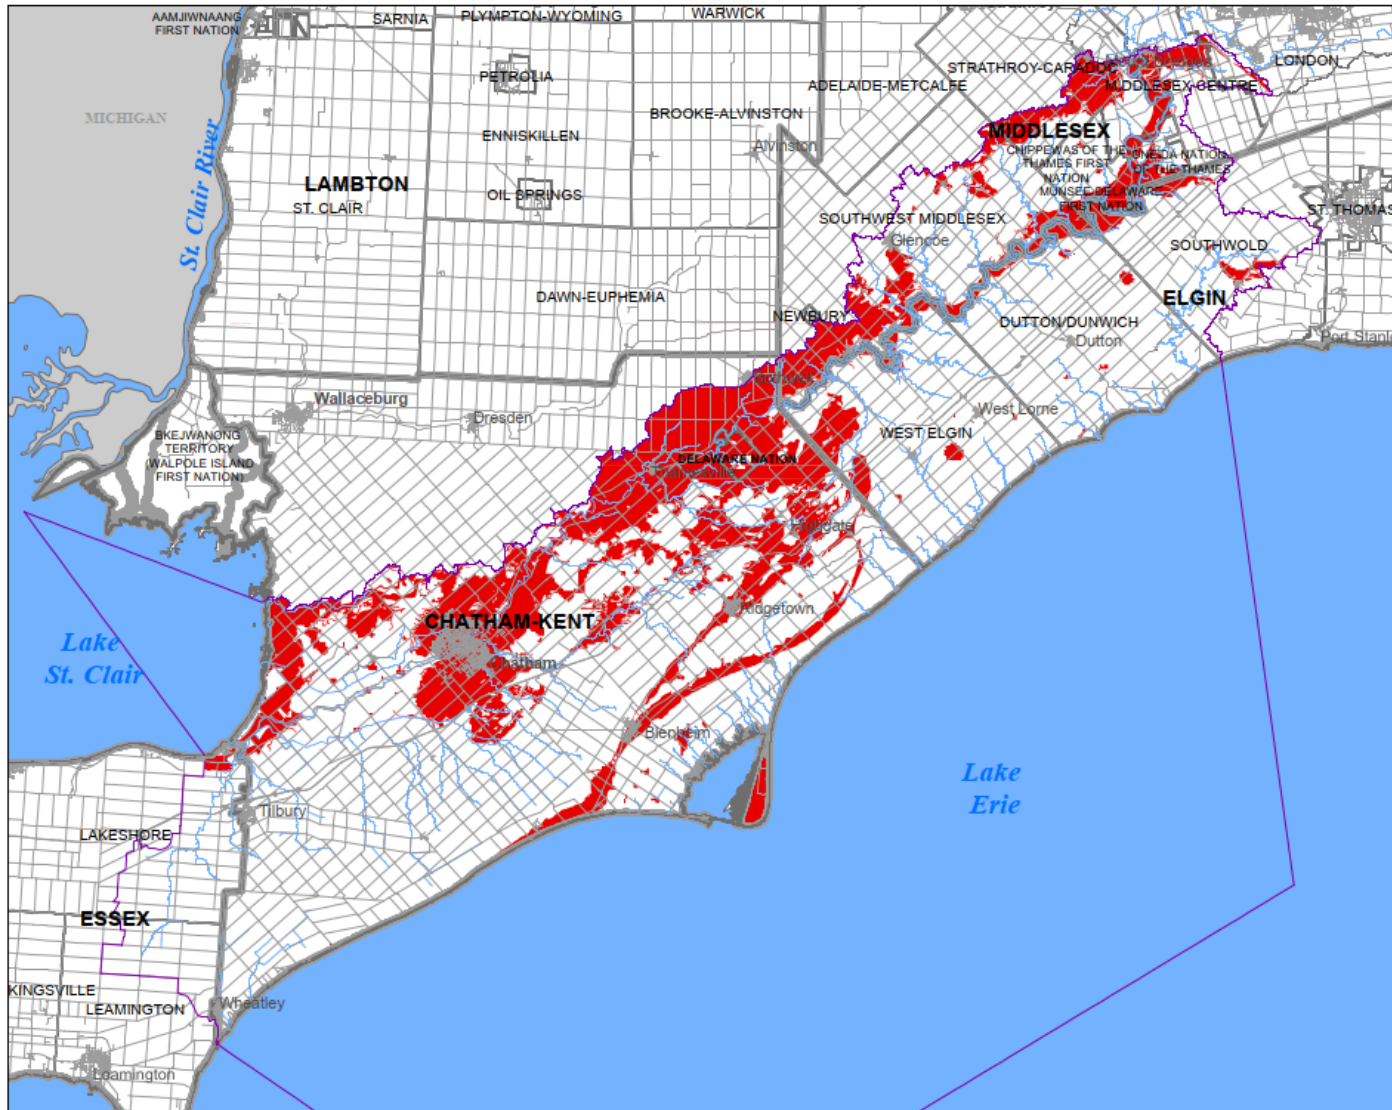 AAMJIWNAANG
FIRST NATION
SARNIA
PLYMPTON-WYOMING
WARWICK
MICHIGAN
St. Clair River
PETROLIA
ADELAIDE-METCALFE
STRATHROY-CARADOC
LONDON
MIDDLESEX CENTRE
BROOKE-ALVINSTON
ENNISKILLEN
Alvinston
MIDDLESEX
CHIPPEWAS OF THE
THAMES FIRST
NATION
ONEIDA NATION
OF THE THAMES
MUNSEE-DELAWARE
FIRST NATION
LAMBTON
ST. CLAIR
OIL SPRINGS
SOUTHWEST MIDDLESEX
Glencoe
ST. THOMAS
SOUTHWOLD
DAWN-EUPHEMIA
ELGIN
NEWBURY
DUTTON/DUNWICH
Dutton
Port Stanl
Wallaceburg
Dresden
West Lorne
WEST ELGIN
BKEJWANONG
TERRITORY
(WALPOLE ISLAND
FIRST NATION)
DELAWARE NATION
Thamesville
Highgate
Ridgetown
CHATHAM-KENT
Chatham
Lake
St. Clair
Blenheim
Lake
Erie
Tilbury
LAKESHORE
ESSEX
KINGSVILLE
LEAMINGTON
Wheatley
Leamington